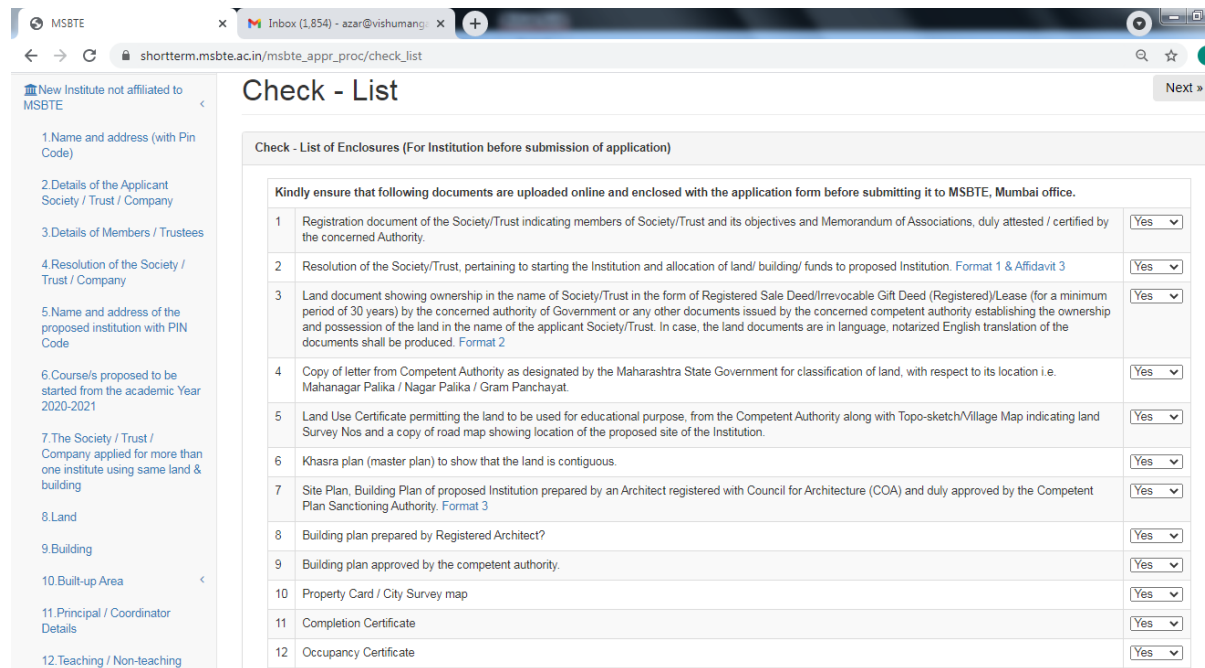 MSBTE
Inbox (1,854) - azar@vishumang
shortterm.msbte.ac.in/msbte_appr_proc/check_list
New Institute not affiliated to
MSBTE
1.Name and address (with Pin
Code)
2.Details of the Applicant
Society / Trust / Company
3.Details of Members / Trustees
4.Resolution of the Society /
Trust / Company
5.Name and address of the
proposed institution with PIN
Code
6.Course/s proposed to be
started from the academic Year
2020-2021
7.The Society / Trust /
Company applied for more than
one institute using same land &
building
8.Land
9.Building
10.Built-up Area
11.Principal / Coordinator
Details
12.Teaching / Non-teaching
Check - List
Next »
Check - List of Enclosures (For Institution before submission of application)
Kindly ensure that following documents are uploaded online and enclosed with the application form before submitting it to MSBTE, Mumbai office.
1 Registration document of the Society/Trust indicating members of Society/Trust and its objectives and Memorandum of Associations, duly attested / certified by
the concerned Authority.
Yes
2 Resolution of the Society/Trust, pertaining to starting the Institution and allocation of land/ building/ funds to proposed Institution. Format 1 & Affidavit 3
Yes
3 Land document showing ownership in the name of Society/Trust in the form of Registered Sale Deed/Irrevocable Gift Deed (Registered)/Lease (for a minimum
period of 30 years) by the concerned authority of Government or any other documents issued by the concerned competent authority establishing the ownership
and possession of the land in the name of the applicant Society/Trust. In case, the land documents are in language, notarized English translation of the
documents shall be produced. Format 2
Yes
4 Copy of letter from Competent Authority as designated by the Maharashtra State Government for classification of land, with respect to its location i.e.
Mahanagar Palika / Nagar Palika / Gram Panchayat.
Yes
5 Land Use Certificate permitting the land to be used for educational purpose, from the Competent Authority along with Topo-sketch/Village Map indicating land
Survey Nos and a copy of road map showing location of the proposed site of the Institution.
Yes
6 Khasra plan (master plan) to show that the land is contiguous.
Yes
7 Site Plan, Building Plan of proposed Institution prepared by an Architect registered with Council for Architecture (COA) and duly approved by the Competent
Plan Sanctioning Authority. Format 3
Yes
8 Building plan prepared by Registered Architect?
Yes
9 Building plan approved by the competent authority.
Yes
10 Property Card / City Survey map
Yes
11 Completion Certificate
Yes
12 Occupancy Certificate
Yes